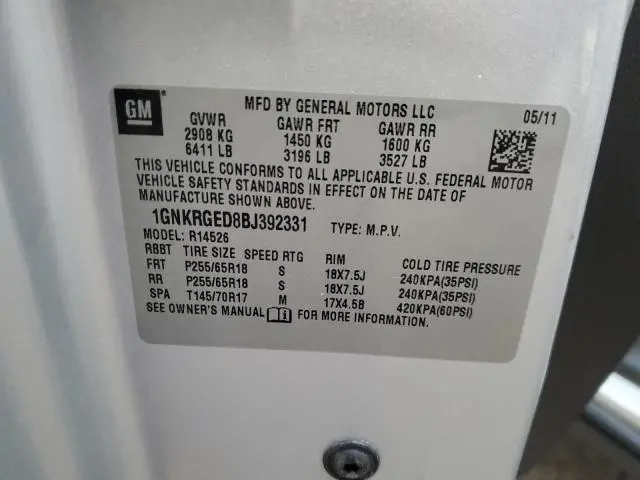 GM
MFD BY GENERAL MOTORS LLC 05/11
GVWR GAWR FRT GAWR RR
2908 KG 1450 KG 1600 KG
6411 LB 3196 LB 3527 LB
THIS VEHICLE CONFORMS TO ALL APPLICABLE U.S. FEDERAL MOTOR
VEHICLE SAFETY STANDARDS IN EFFECT ON THE DATE OF
MANUFACTURE SHOWN ABOVE.
1GNKRGED8BJ392331 TYPE: M.P.V.
MODEL: R14526
RBBT TIRE SIZE SPEED RTG RIM COLD TIRE PRESSURE
FRT P255/65R18 S 18X7.5J 240KPA(35PSI)
RR P255/65R18 S 18X7.5J 240KPA(35PSI)
SPA T145/70R17 M 17X4.5B 420KPA(60PSI)
SEE OWNER'S MANUAL FOR MORE INFORMATION.